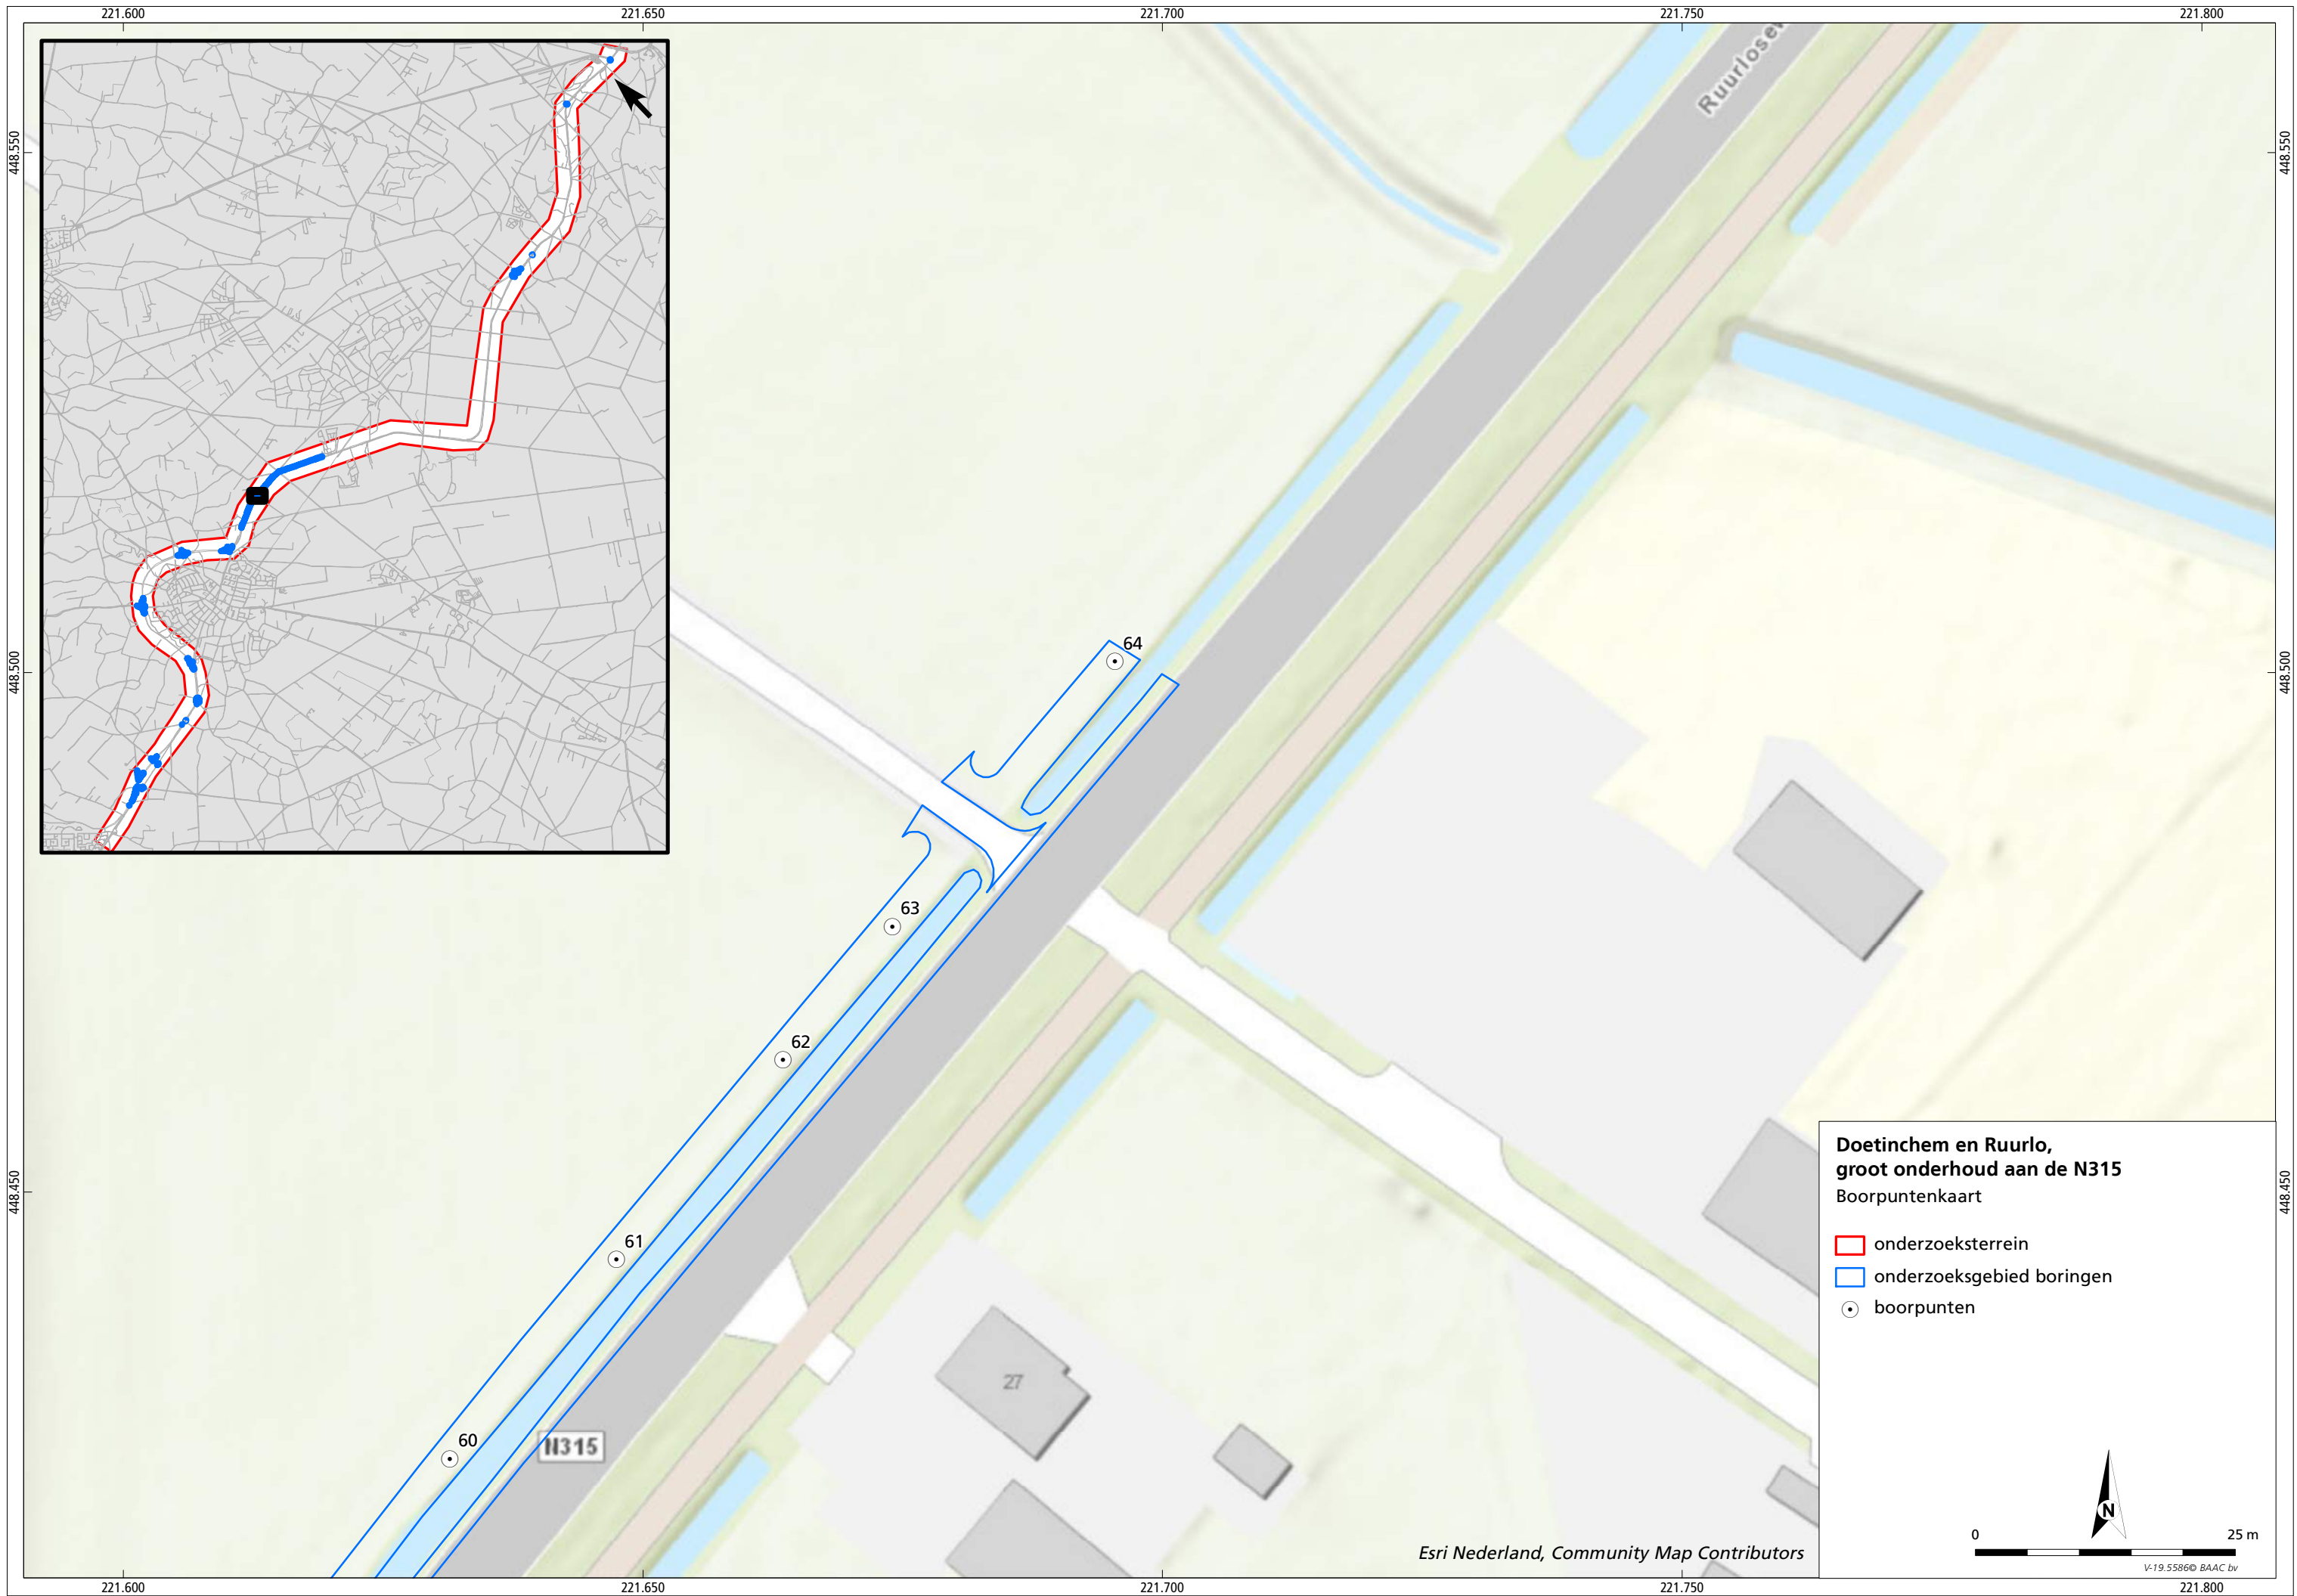 221.600
221.650
221.700
221.750
221.800
448.550
448.550
448.500
448.500
448.450
448.450
64
63
62
61
60
N315
27
Doetinchem en Ruurlo,
groot onderhoud aan de N315
Boorpuntenkaart
onderzoeksterrein
onderzoeksgebied boringen
boorpunten
N
0
25 m
V-19.5586© BAAC bv
Esri Nederland, Community Map Contributors
221.600
221.650
221.700
221.750
221.800